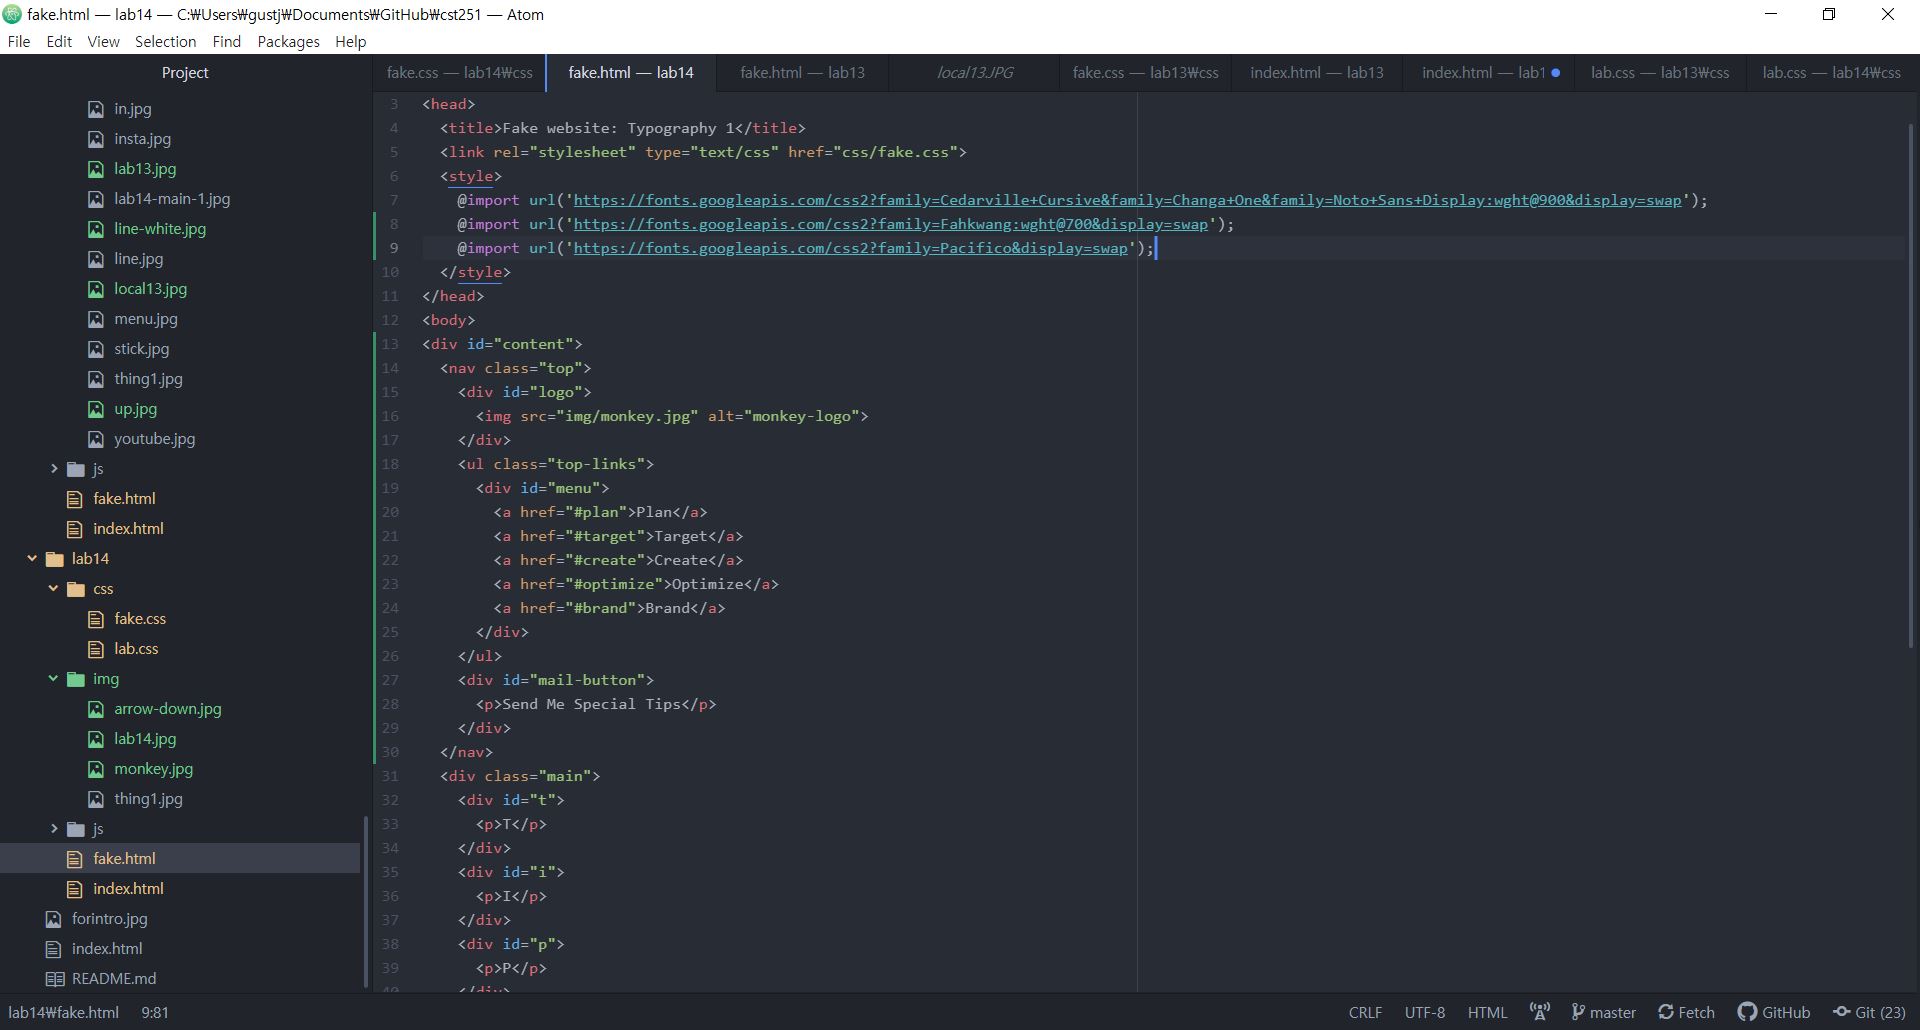 fake.html — lab14 — C:₩Users₩gustj₩Documents₩GitHub₩cst251 — Atom
File Edit View Selection Find Packages Help
Project
in.jpg
insta.jpg
lab13.jpg
lab14-main-1.jpg
line-white.jpg
line.jpg
local13.jpg
menu.jpg
stick.jpg
thing1.jpg
up.jpg
youtube.jpg
js
fake.html
index.html
lab14
css
fake.css
lab.css
img
arrow-down.jpg
lab14.jpg
monkey.jpg
thing1.jpg
js
fake.html
index.html
forintro.jpg
index.html
README.md
fake.css — lab14₩css fake.html — lab14 fake.html — lab13 local13.JPG fake.css — lab13₩css index.html — lab13 index.html — lab1 lab.css — lab13₩css lab.css — lab14₩css
3 <head>
4 <title>Fake website: Typography 1</title>
5 <link rel="stylesheet" type="text/css" href="css/fake.css">
6 <style>
7 @import url('https://fonts.googleapis.com/css2?family=Cedarville+Cursive&family=Changa+One&family=Noto+Sans+Display:wght@900&display=swap');
8 @import url('https://fonts.googleapis.com/css2?family=Fahkwang:wght@700&display=swap');
9 @import url('https://fonts.googleapis.com/css2?family=Pacifico&display=swap');
10 </style>
11 </head>
12 <body>
13 <div id="content">
14 <nav class="top">
15 <div id="logo">
16 <img src="img/monkey.jpg" alt="monkey-logo">
17 </div>
18 <ul class="top-links">
19 <div id="menu">
20 <a href="#plan">Plan</a>
21 <a href="#target">Target</a>
22 <a href="#create">Create</a>
23 <a href="#optimize">Optimize</a>
24 <a href="#brand">Brand</a>
25 </div>
26 </ul>
27 <div id="mail-button">
28 <p>Send Me Special Tips</p>
29 </div>
30 </nav>
31 <div class="main">
32 <div id="t">
33 <p>T</p>
34 </div>
35 <div id="i">
36 <p>I</p>
37 </div>
38 <div id="p">
39 <p>P</p>
40 </div>
lab14₩fake.html 9:81 CRLF UTF-8 HTML master Fetch GitHub Git (23)